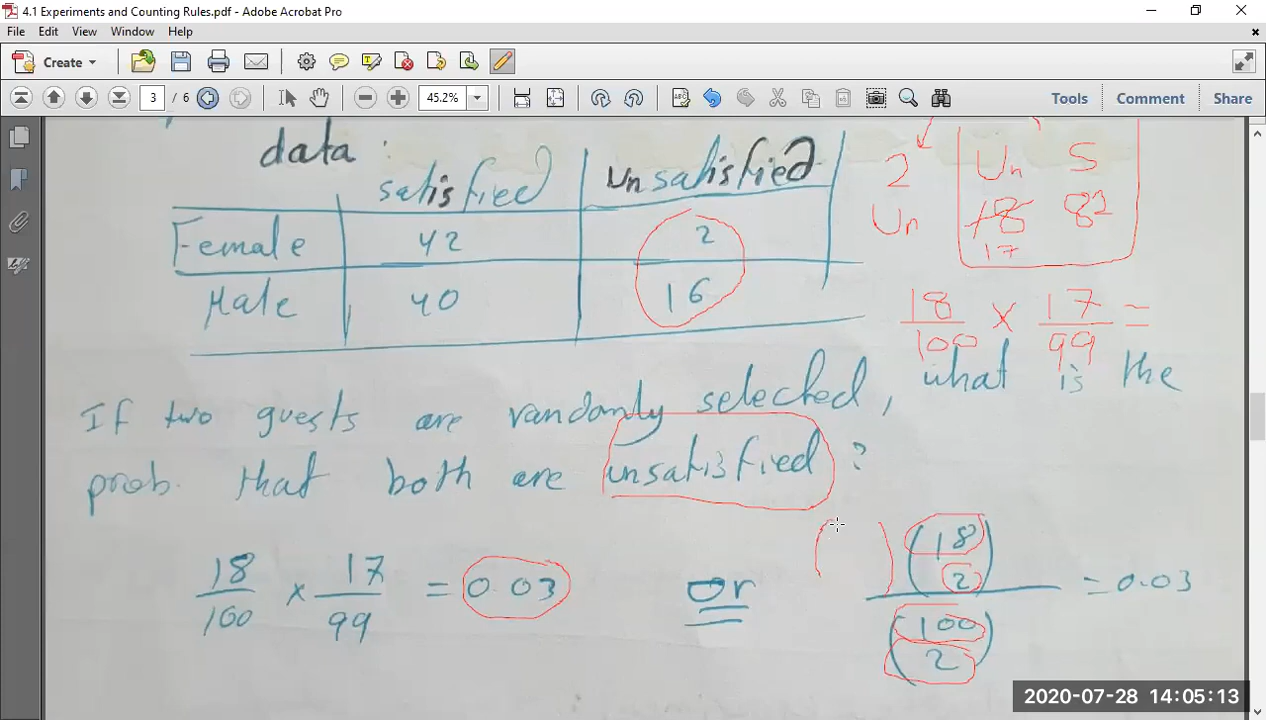 4.1 Experiments and Counting Rules.pdf - Adobe Acrobat Pro
File Edit View Window Help
Create
3 / 6 45.2% Tools Comment Share
data :
satisfied Unsatisfied
Female 42 2
Male 40 16
2 Un S
Un 18 82
17
18/100 × 17/99 =
If two guests are randomly selected, what is the
prob. that both are unsatisfied ?
18/100 × 17/99 = 0.03 or (18 2) / (100 2) = 0.03
2020-07-28 14:05:13